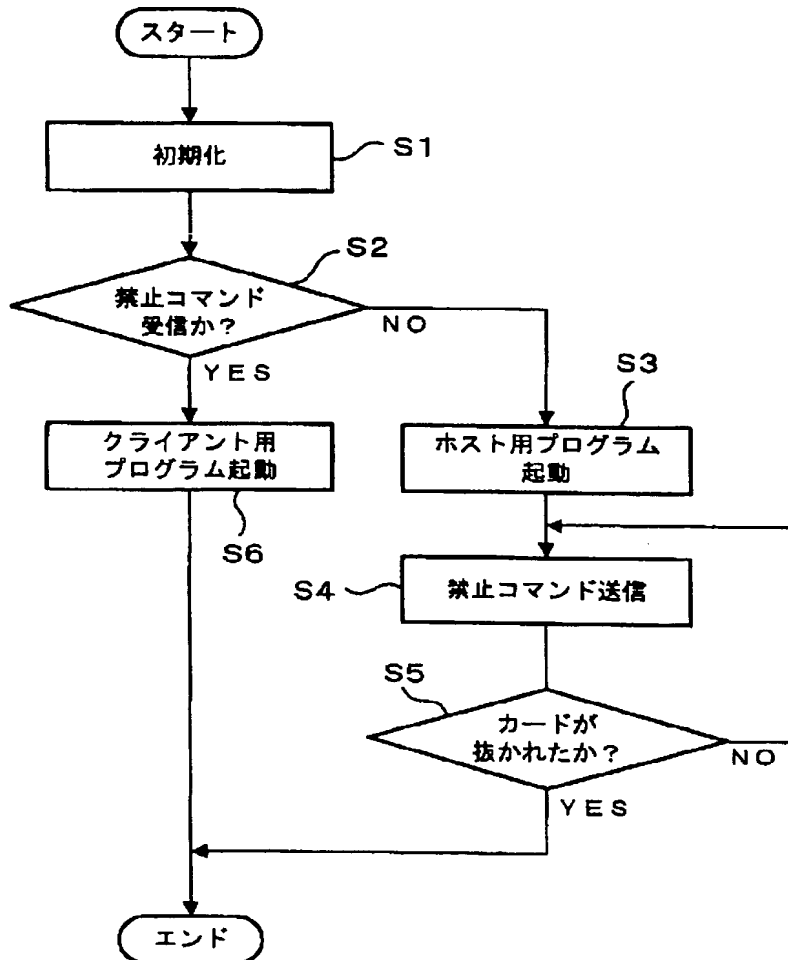 スタート
初期化
S1
S2
禁止コマンド
受信か？
NO
YES
S3
クライアント用
プログラム起動
ホスト用プログラム
起動
S6
S4
禁止コマンド送信
S5
カードが
抜かれたか？
NO
YES
エンド